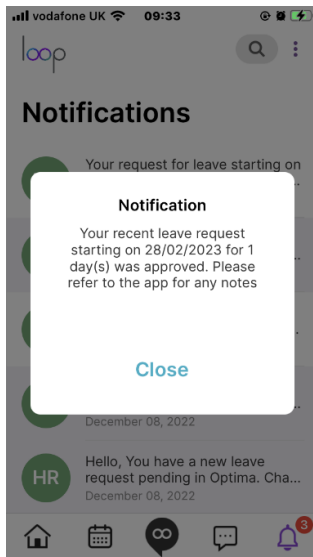 vodafone UK 09:33
loop
Notifications
Your request for leave starting on
Notification
Your recent leave request
starting on 28/02/2023 for 1
day(s) was approved. Please
refer to the app for any notes
Close
December 08, 2022
HR
Hello, You have a new leave
request pending in Optima. Cha...
December 08, 2022
3